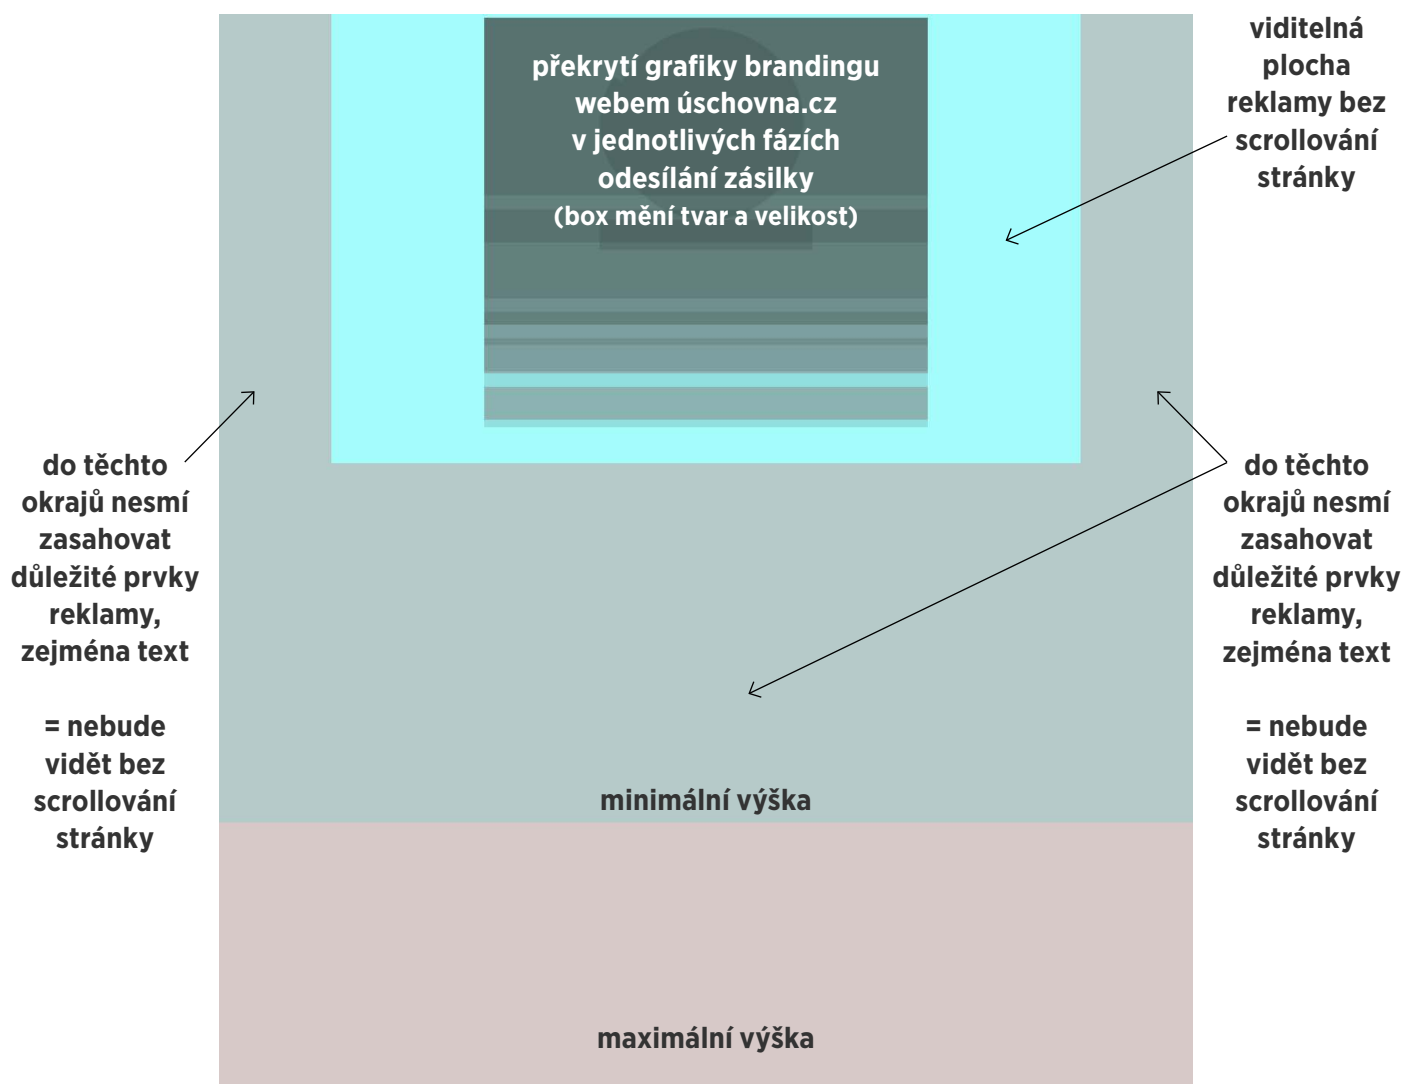 překrytí grafiky brandingu
webem úschovna.cz
v jednotlivých fázích
odesílání zásilky
(box mění tvar a velikost)
viditelná
plocha
reklamy bez
scrollování
stránky
do těchto
okrajů nesmí
zasahovat
důležité prvky
reklamy,
zejména text
= nebude
vidět bez
scrollování
stránky
do těchto
okrajů nesmí
zasahovat
důležité prvky
reklamy,
zejména text
= nebude
vidět bez
scrollování
stránky
minimální výška
maximální výška